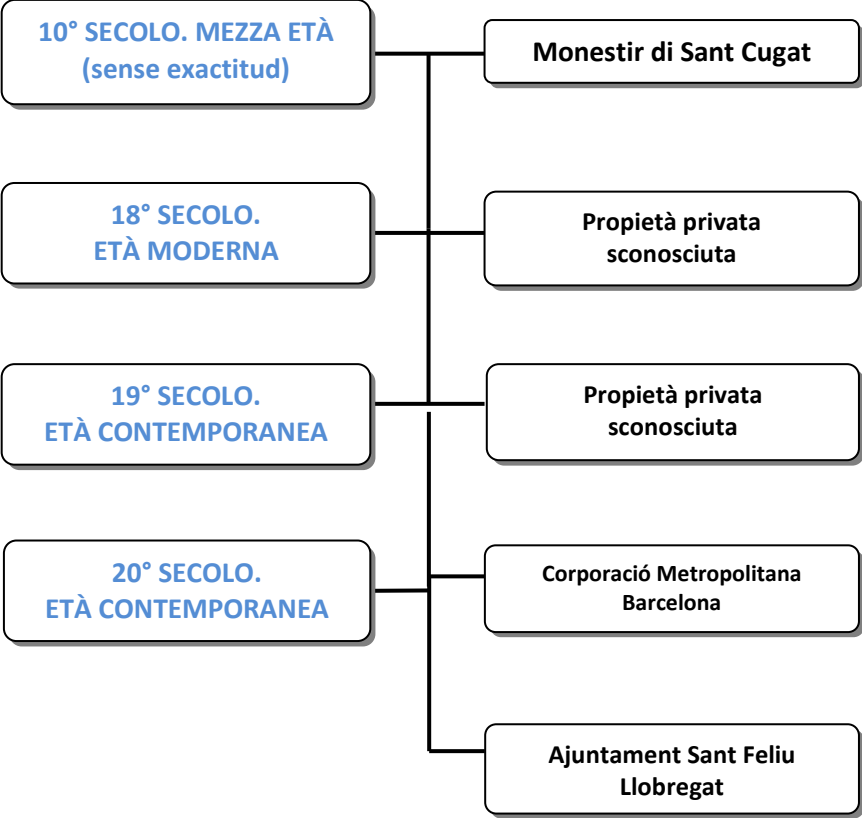 10° SECOLO. MEZZA ETÀ
(sense exactitud)
Monestir di Sant Cugat
18° SECOLO.
ETÀ MODERNA
Propietà privata
sconosciuta
19° SECOLO.
ETÀ CONTEMPORANEA
Propietà privata
sconosciuta
20° SECOLO.
ETÀ CONTEMPORANEA
Corporació Metropolitana
Barcelona
Ajuntament Sant Feliu
Llobregat